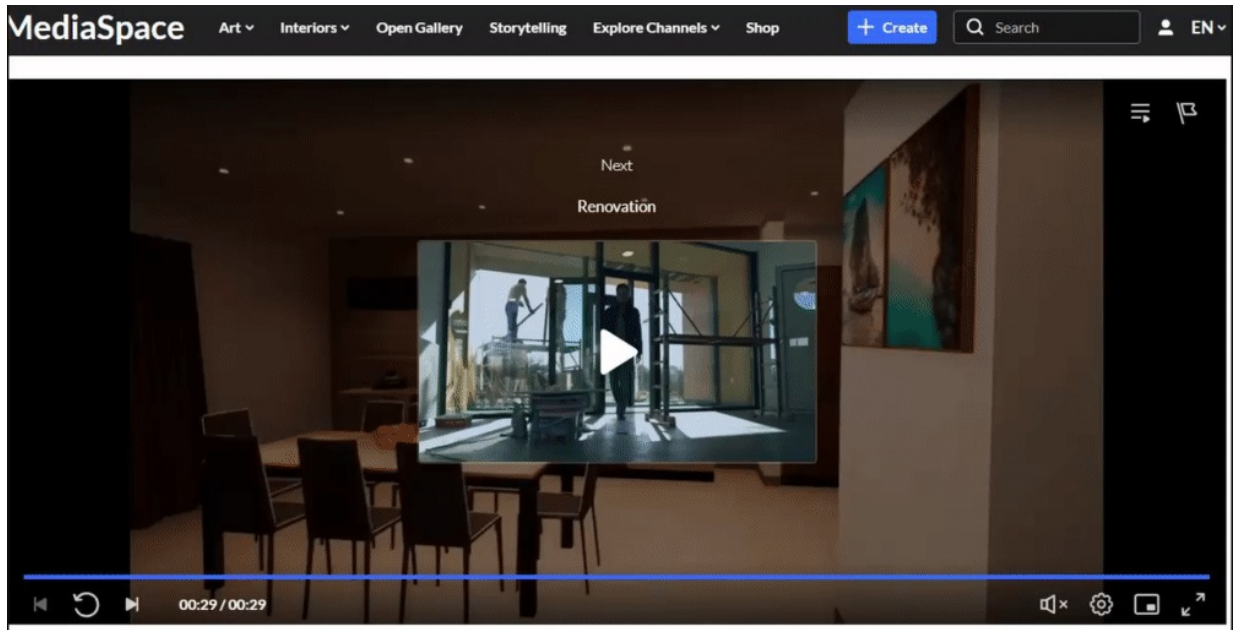 MediaSpace Art Interiors Open Gallery Storytelling Explore Channels Shop + Create Search EN
Next
Renovation
00:29 / 00:29